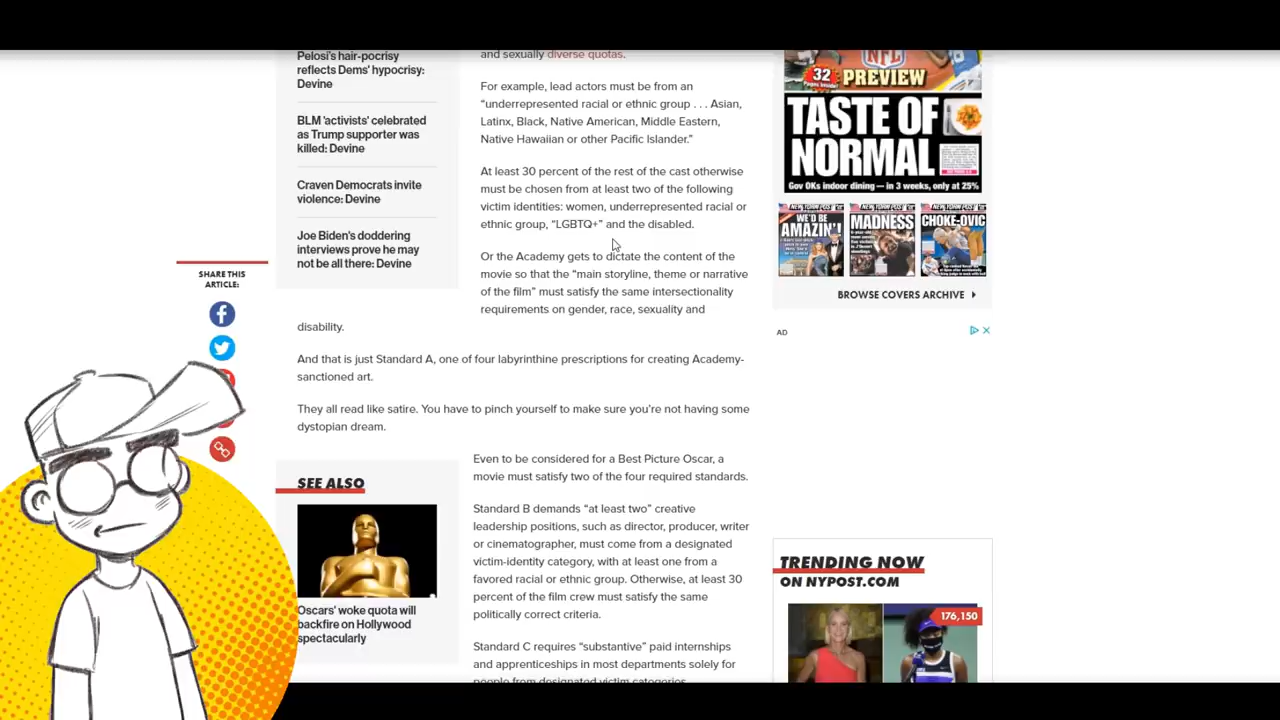 Pelosi's hair-pocrisy
reflects Dems' hypocrisy:
Devine
BLM 'activists' celebrated
as Trump supporter was
killed: Devine
Craven Democrats invite
violence: Devine
Joe Biden's doddering
interviews prove he may
not be all there: Devine
SHARE THIS
ARTICLE:
and sexually diverse quotas.
For example, lead actors must be from an
“underrepresented racial or ethnic group . . . Asian,
Latinx, Black, Native American, Middle Eastern,
Native Hawaiian or other Pacific Islander.”
At least 30 percent of the rest of the cast otherwise
must be chosen from at least two of the following
victim identities: women, underrepresented racial or
ethnic group, “LGBTQ+” and the disabled.
Or the Academy gets to dictate the content of the
movie so that the “main storyline, theme or narrative
of the film” must satisfy the same intersectionality
requirements on gender, race, sexuality and
disability.
And that is just Standard A, one of four labyrinthine prescriptions for creating Academy-
sanctioned art.
They all read like satire. You have to pinch yourself to make sure you’re not having some
dystopian dream.
SEE ALSO
Oscars' woke quota will
backfire on Hollywood
spectacularly
Even to be considered for a Best Picture Oscar, a
movie must satisfy two of the four required standards.
Standard B demands “at least two” creative
leadership positions, such as director, producer, writer
or cinematographer, must come from a designated
victim-identity category, with at least one from a
favored racial or ethnic group. Otherwise, at least 30
percent of the film crew must satisfy the same
politically correct criteria.
Standard C requires “substantive” paid internships
and apprenticeships in most departments solely for
people from designated victim categories.
NFL
32
PREVIEW
TASTE OF
NORMAL
Gov OKs indoor dining — in 3 weeks, only at 25%
WE'D BE
AMAZIN'!
MADNESS
CHOKE-OVIC
BROWSE COVERS ARCHIVE
AD
TRENDING NOW
ON NYPOST.COM
176,150